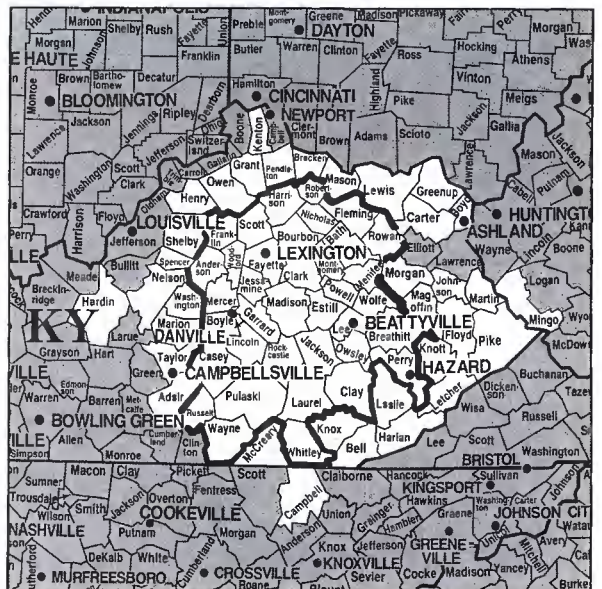 INDIANAPOLIS
Marion Shelby Rush Fayette Union Preble Montgomery Greene Madison Pickaway Perry Morgan
DAYTON
Morgan Johnson Franklin Butler Warren Clinton Fayette Ross Hocking Athens
E HAUTE
Brown Bartholomew Decatur Hamilton Highland Vinton
Monroe BLOOMINGTON Dearborn CINCINNATI Pike Meigs
Jackson Jennings Ripley Ohio Boone Kenton Campbell NEWPORT Clermont Jackson Gallia
Lawrence Switzerland Brown Adams Scioto Lawrence Mason Jackson
Orange Washington Scott Jefferson Carroll Gallatin Grant Pendleton Bracken Mason Lewis Greenup Cabell Putnam
Clark Oldham Henry Owen Harrison Robertson Fleming Carter Boyd HUNTINGT
Crawford Harrison Floyd LOUISVILLE Scott Nicholas Rowan ASHLAND
Perry Jefferson Shelby Franklin Bourbon Bath Elliott Wayne Lincoln Boone
LLE Bullitt Spencer Anderson Woodford LEXINGTON Lawrence
Meade Nelson Fayette Clark Montgomery Menifee Morgan Johnson Logan
Breckinridge Hardin Washington Mercer Jessamine Madison Powell Wolfe Magoffin Martin Mingo Wyo
KY Boyle Garrard Estill Lee BEATTYVILLE
Larue Marion DANVILLE Lincoln Breathitt Floyd Pike McDow
Grayson Hart Taylor Casey Rockcastle Jackson Owsley Perry Knott
VILLE Green CAMPBELLSVILLE HAZARD Buchanan
Edmonson Adair Pulaski Laurel Clay Leslie Letcher Dickenson Taze
Warren Barren Metcalfe Russell Wise Russell
BOWLING GREEN Wayne Knox Harlan Lee Scott
VILLE Allen Cumberland Clinton McCreary Whitley Bell Washington
Simpson Monroe BRISTOL
Sumner Macon Clay Pickett Scott Claiborne Hancock Sullivan
Trousdale Jackson Overton Fentress Campbell KINGSPORT Johnson
Wilson Smith COOKEVILLE Union Grainger Hawkins Washington Carter
NASHVILLE Putnam Morgan Anderson Hamblen Greene JOHNSON CIT
DeKalb White Cumberland Knox Jefferson GREENEVILLE Unicoi Mitchell Avery
Rutherford MURFREESBORO CROSSVILLE KNOXVILLE Cocke Madison Yancey
Roane Blount Sevier Burke